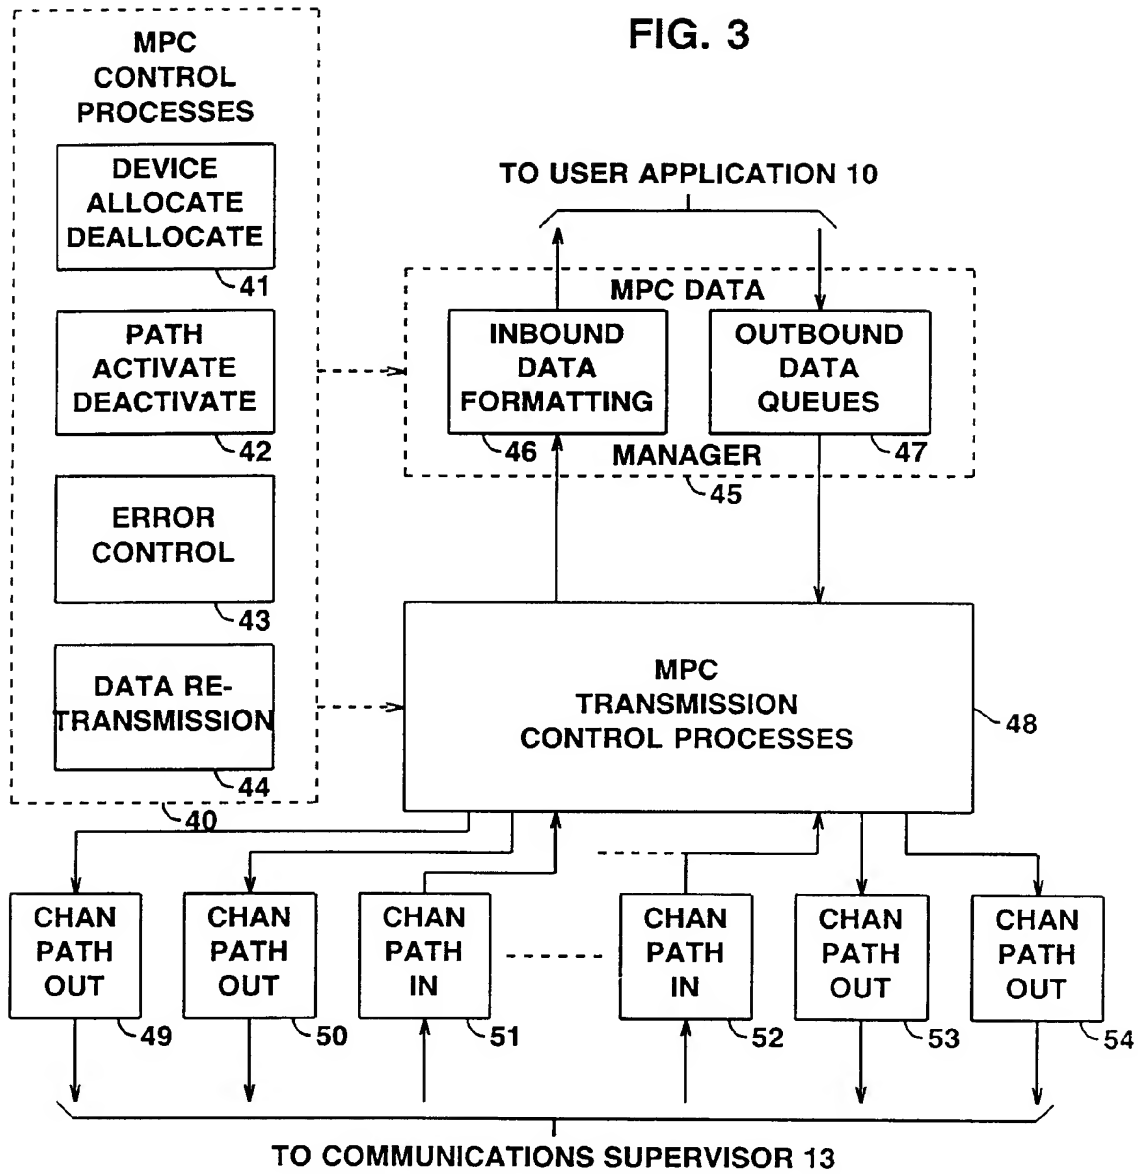 FIG. 3
MPC
CONTROL
PROCESSES
DEVICE
ALLOCATE
DEALLOCATE
41
PATH
ACTIVATE
DEACTIVATE
42
ERROR
CONTROL
43
DATA RE-
TRANSMISSION
44
40
TO USER APPLICATION 10
MPC DATA
INBOUND
DATA
FORMATTING
46
OUTBOUND
DATA
QUEUES
47
MANAGER
45
MPC
TRANSMISSION
CONTROL PROCESSES
48
CHAN
PATH
OUT
49
CHAN
PATH
OUT
50
CHAN
PATH
IN
51
CHAN
PATH
IN
52
CHAN
PATH
OUT
53
CHAN
PATH
OUT
54
TO COMMUNICATIONS SUPERVISOR 13